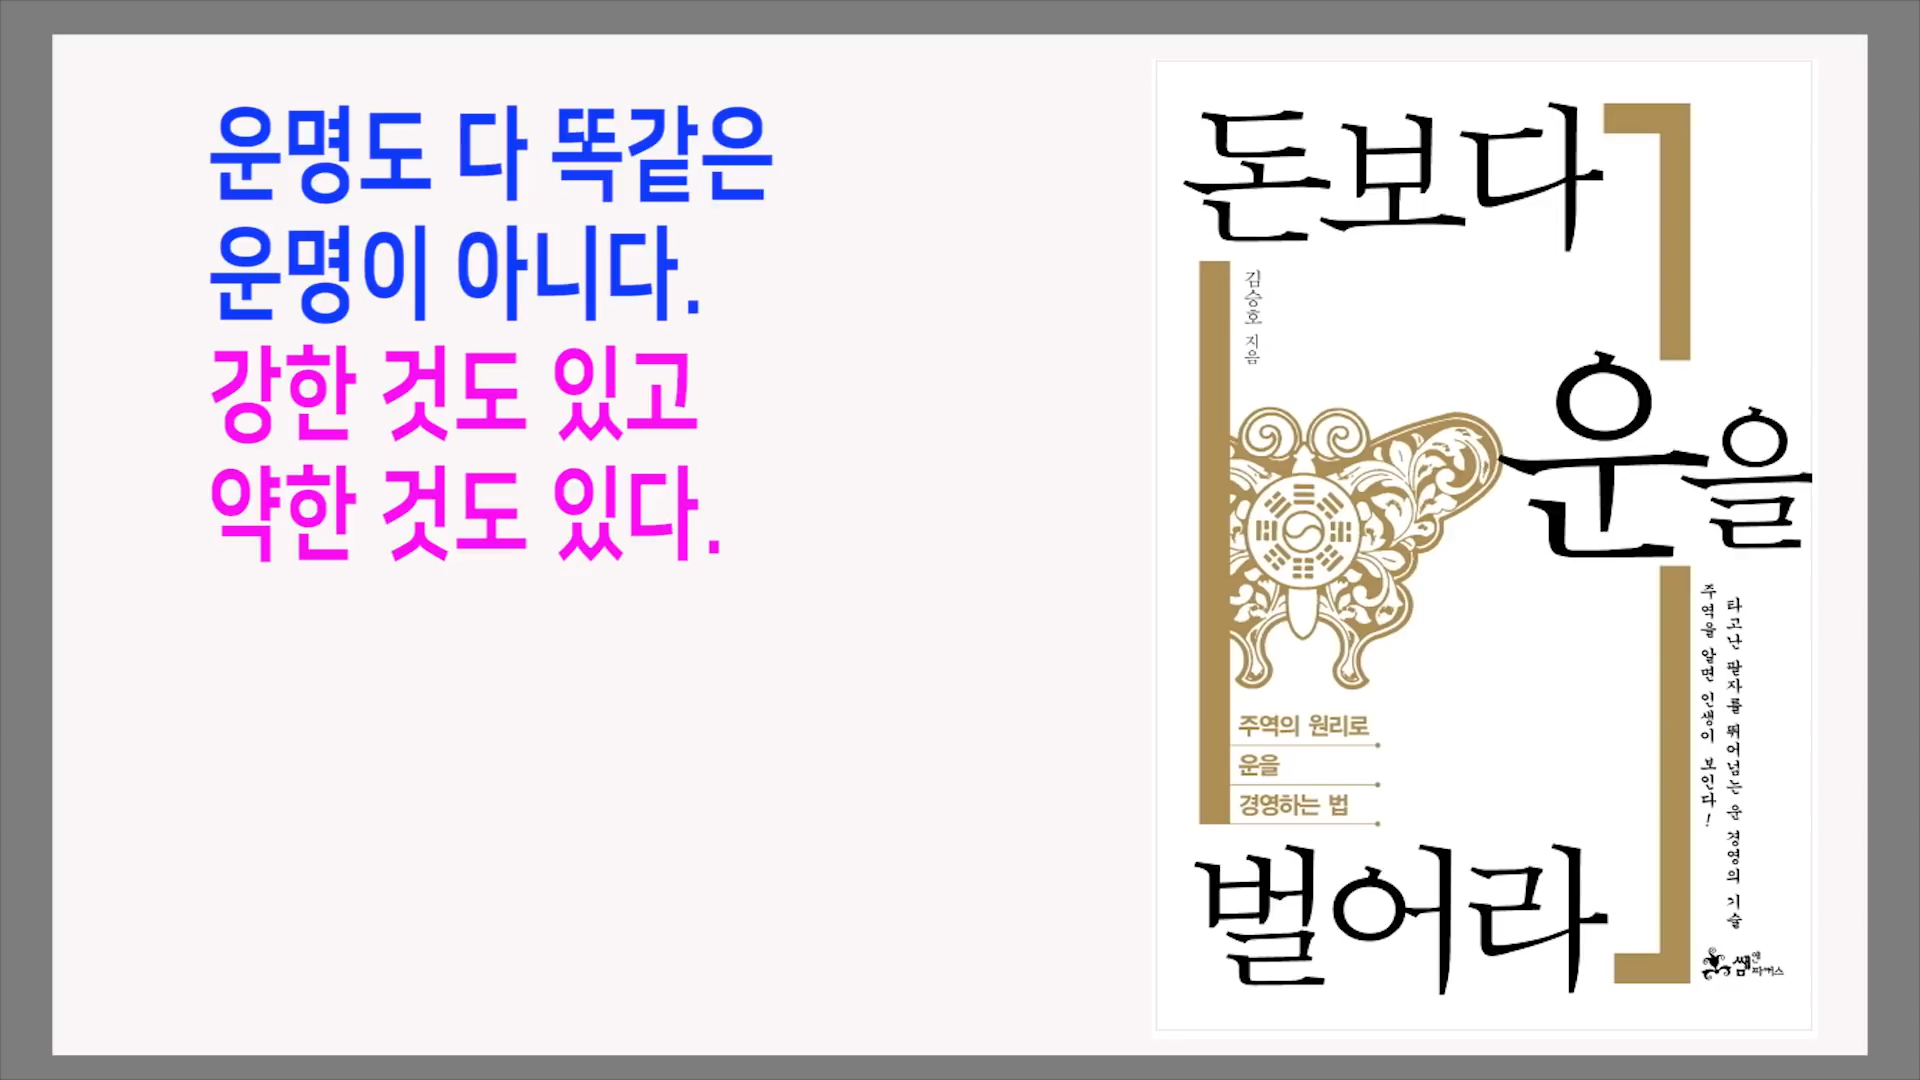 운명도 다 똑같은
운명이 아니다.
강한 것도 있고
약한 것도 있다.
돈보다
김승호 지음
운을
주역의 원리로
운을
경영하는 법
타고난 팔자를 뛰어넘는 운 경영의 기술
주역을 알면 인생이 보인다!
벌어라
쌤앤파커스